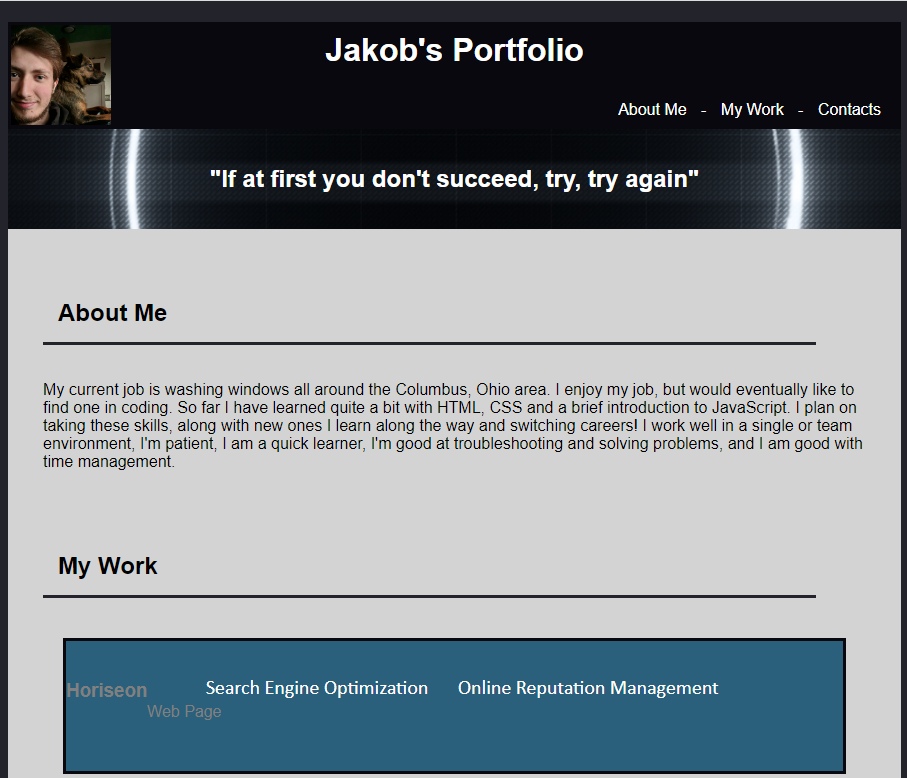 Jakob's Portfolio
About Me - My Work - Contacts
"If at first you don't succeed, try, try again"
About Me
My current job is washing windows all around the Columbus, Ohio area. I enjoy my job, but would eventually like to
find one in coding. So far I have learned quite a bit with HTML, CSS and a brief introduction to JavaScript. I plan on
taking these skills, along with new ones I learn along the way and switching careers! I work well in a single or team
environment, I'm patient, I am a quick learner, I'm good at troubleshooting and solving problems, and I am good with
time management.
My Work
Horiseon Search Engine Optimization Online Reputation Management
Web Page